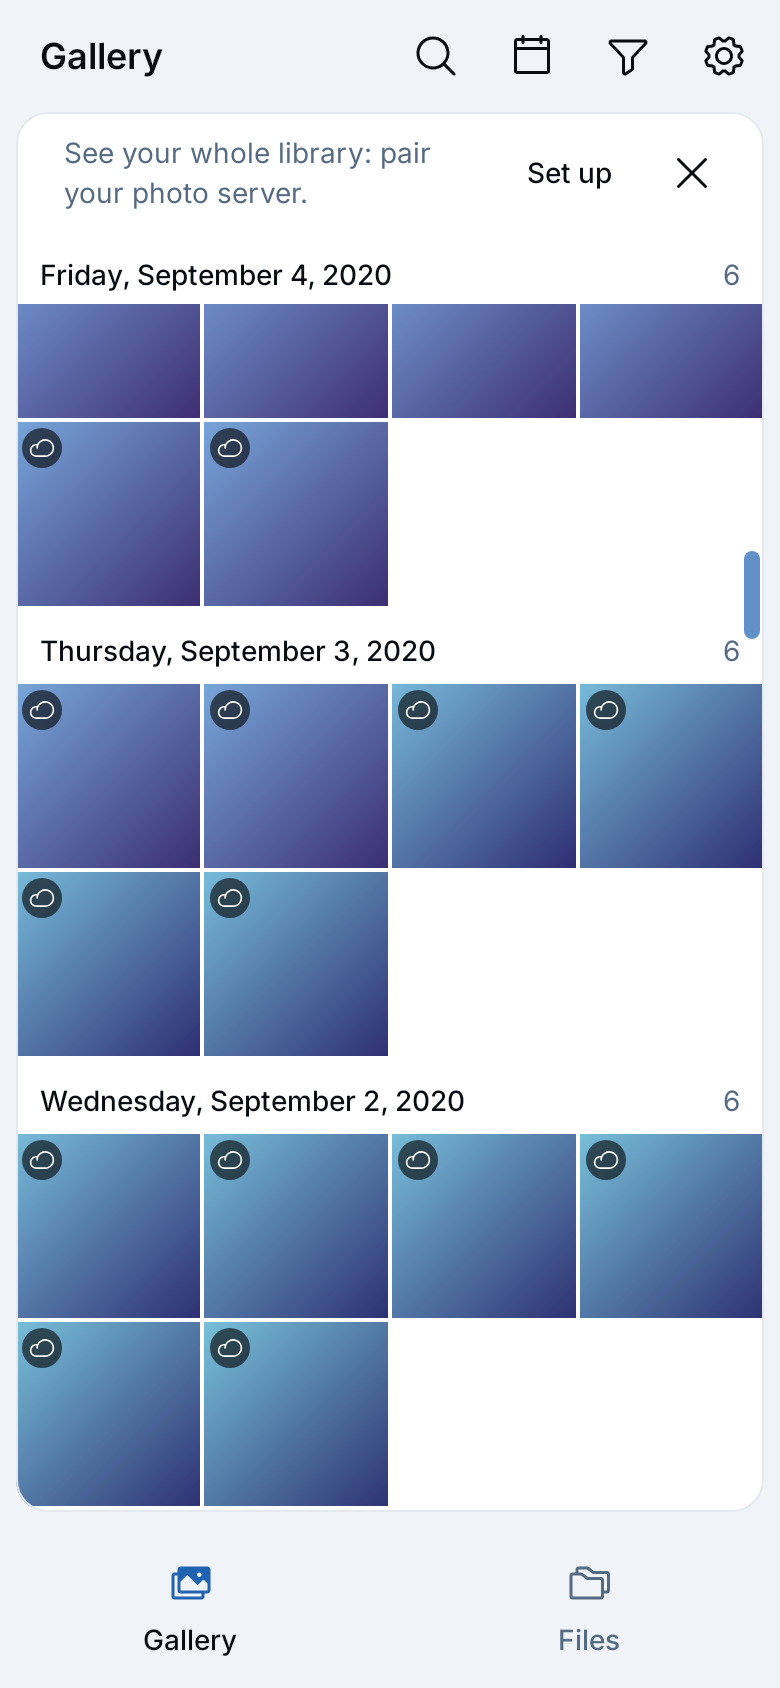 Gallery
See your whole library: pair
your photo server.
Set up
Friday, September 4, 2020
6
Thursday, September 3, 2020
6
Wednesday, September 2, 2020
6
Gallery
Files